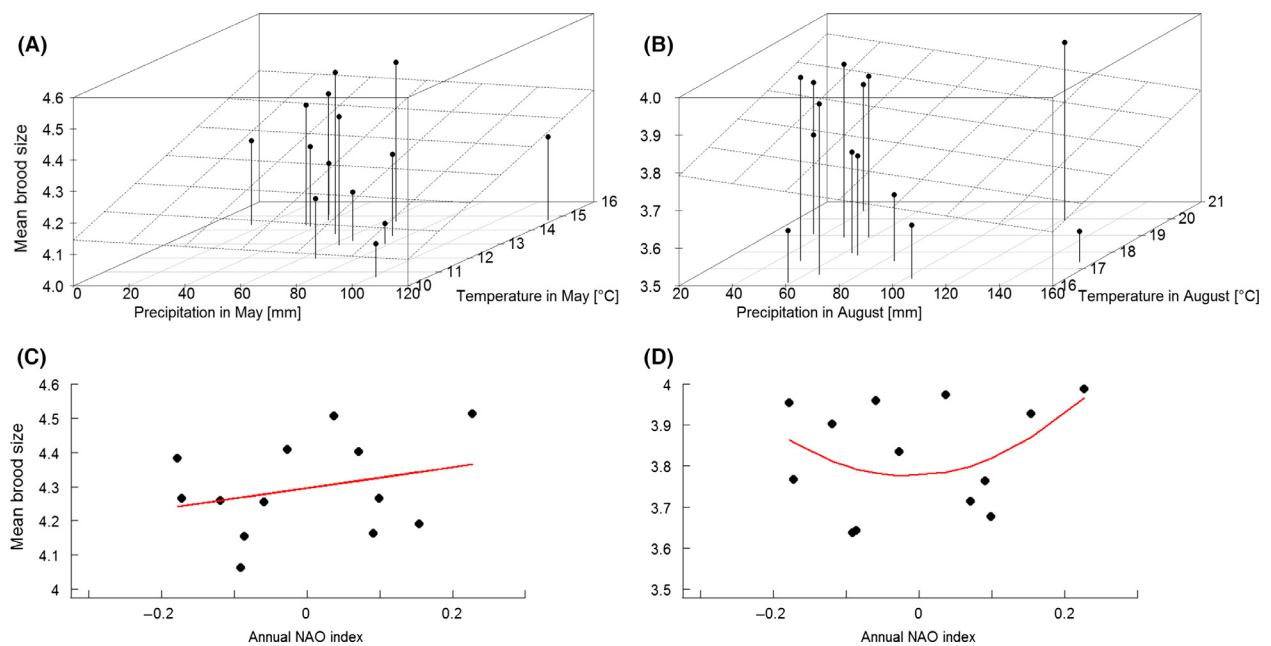 (A)
Mean brood size
4.6
4.5
4.4
4.3
4.2
4.1
4.0
0 20 40 60 80 100 120
Precipitation in May [mm]
10 11 12 13 14 15 16
Temperature in May [°C]
(B)
4.0
3.9
3.8
3.7
3.6
3.5
20 40 60 80 100 120 140 160
Precipitation in August [mm]
16 17 18 19 20 21
Temperature in August [°C]
(C)
Mean brood size
4.6
4.5
4.4
4.3
4.2
4.1
4
−0.2 0 0.2
Annual NAO index
(D)
4
3.9
3.8
3.7
3.6
3.5
−0.2 0 0.2
Annual NAO index